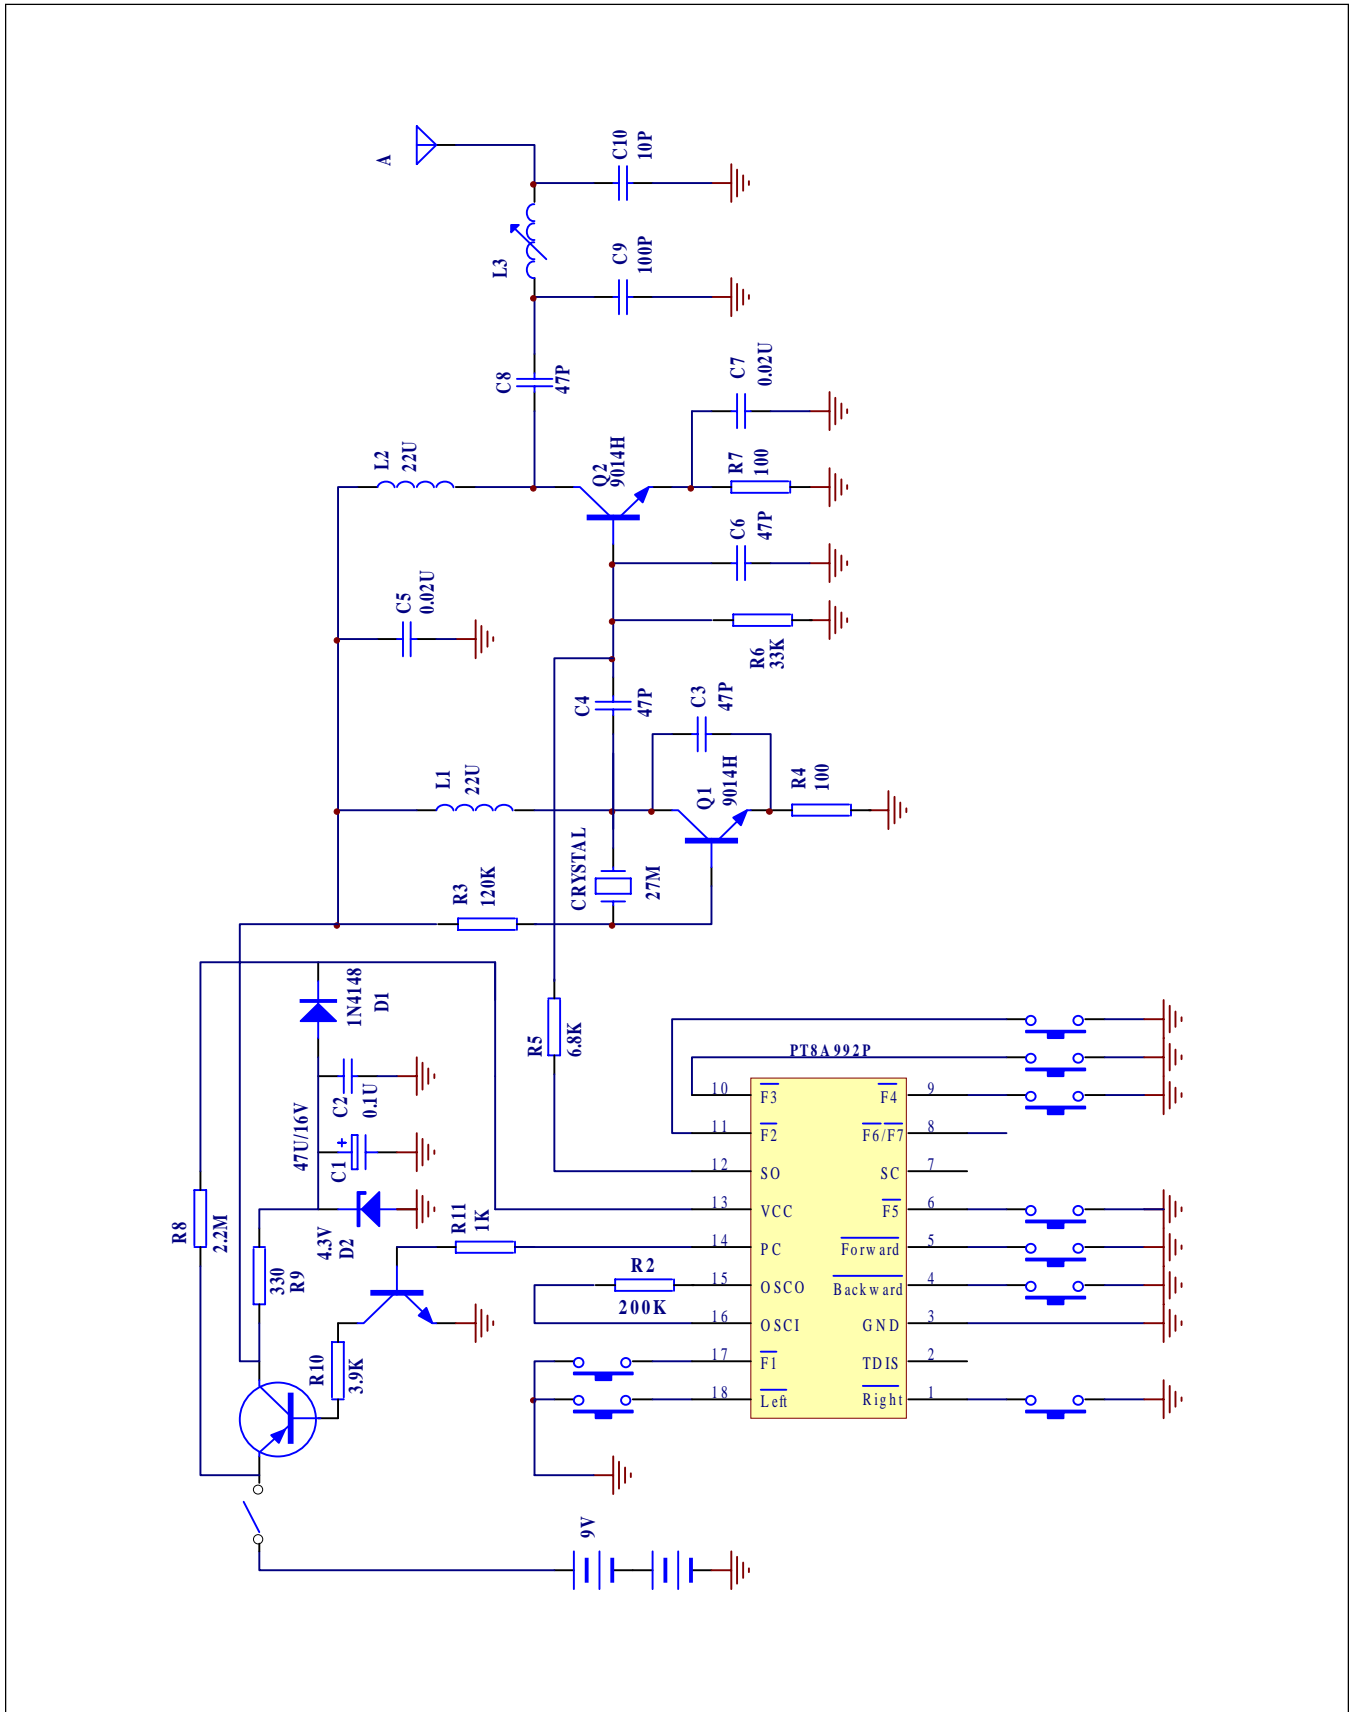 A
C10
10P
L3
C9
100P
C8
47P
C7
0.02U
L2
22U
Q2
9014H
R7
100
C6
47P
C5
0.02U
R6
33K
C4
47P
C3
47P
L1
22U
Q1
9014H
R4
100
CRYSTAL
27M
R3
120K
1N4148
D1
R5
6.8K
C2
0.1U
47U/16V
C1
+
R8
2.2M
330
R9
4.3V
D2
R11
1K
R10
3.9K
R2
200K
9V
PT8A992P
10 F3 F4 9
11 F2 F6/F7 8
12 SO SC 7
13 VCC F5 6
14 PC Forward 5
15 OSCO Backward 4
16 OSCI GND 3
17 F1 TDIS 2
18 Left Right 1